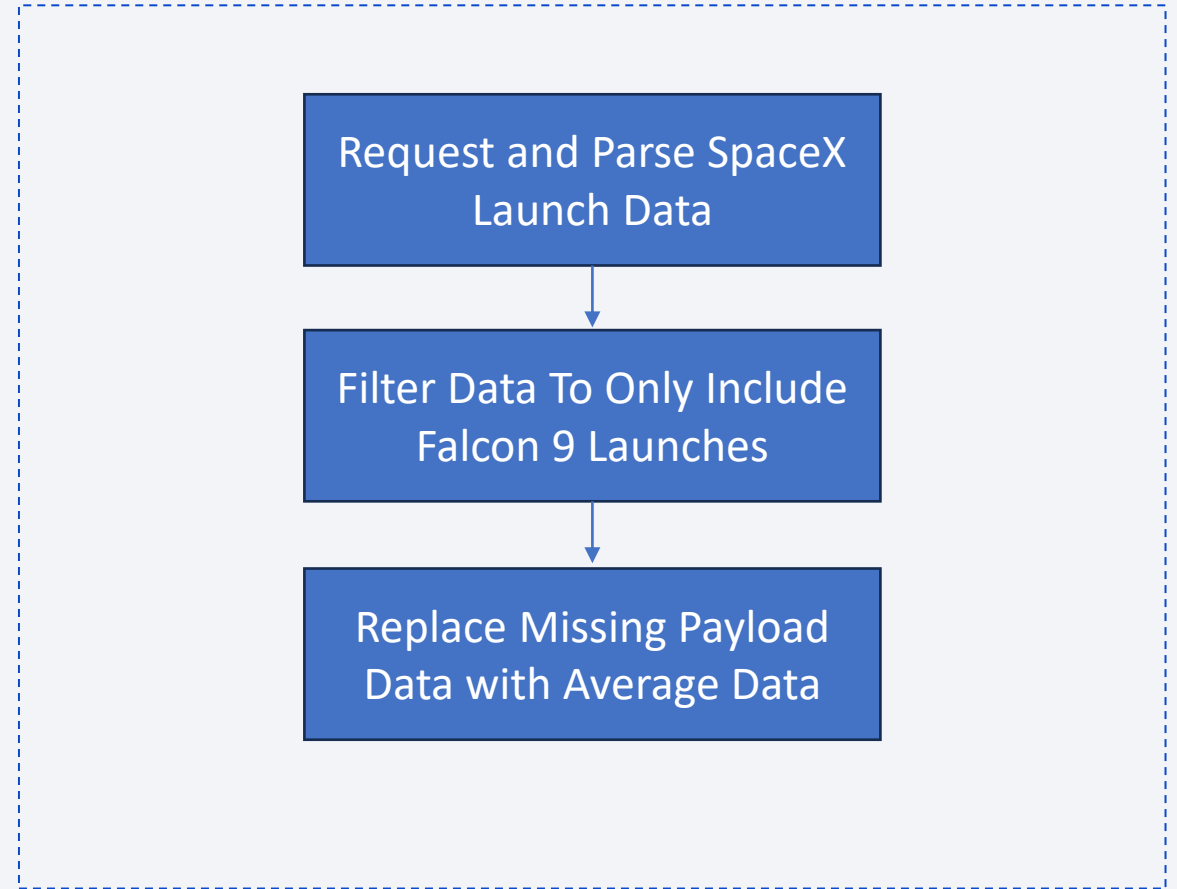 Request and Parse SpaceX
Launch Data
Filter Data To Only Include
Falcon 9 Launches
Replace Missing Payload
Data with Average Data